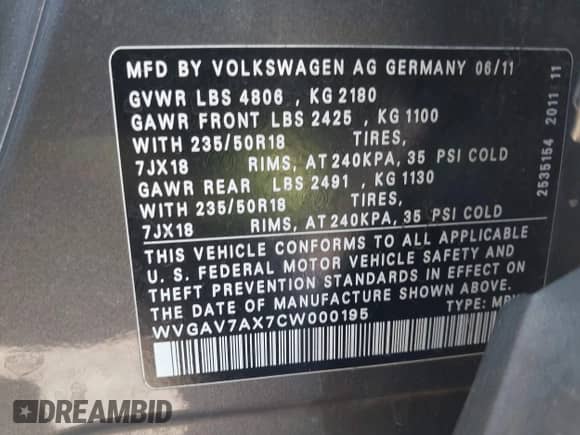 MFD BY VOLKSWAGEN AG GERMANY 06/11
GVWR LBS 4806 , KG 2180
GAWR FRONT LBS 2425 , KG 1100
WITH 235/50R18 TIRES,
7JX18 RIMS, AT 240KPA, 35 PSI COLD
GAWR REAR LBS 2491 , KG 1130
WITH 235/50R18 TIRES,
7JX18 RIMS, AT 240KPA, 35 PSI COLD
THIS VEHICLE CONFORMS TO ALL APPLICABLE
U. S. FEDERAL MOTOR VEHICLE SAFETY AND
THEFT PREVENTION STANDARDS IN EFFECT ON
THE DATE OF MANUFACTURE SHOWN ABOVE.
WVGAV7AX7CW000195 TYPE:
2535154 2011 11
DREAMBID